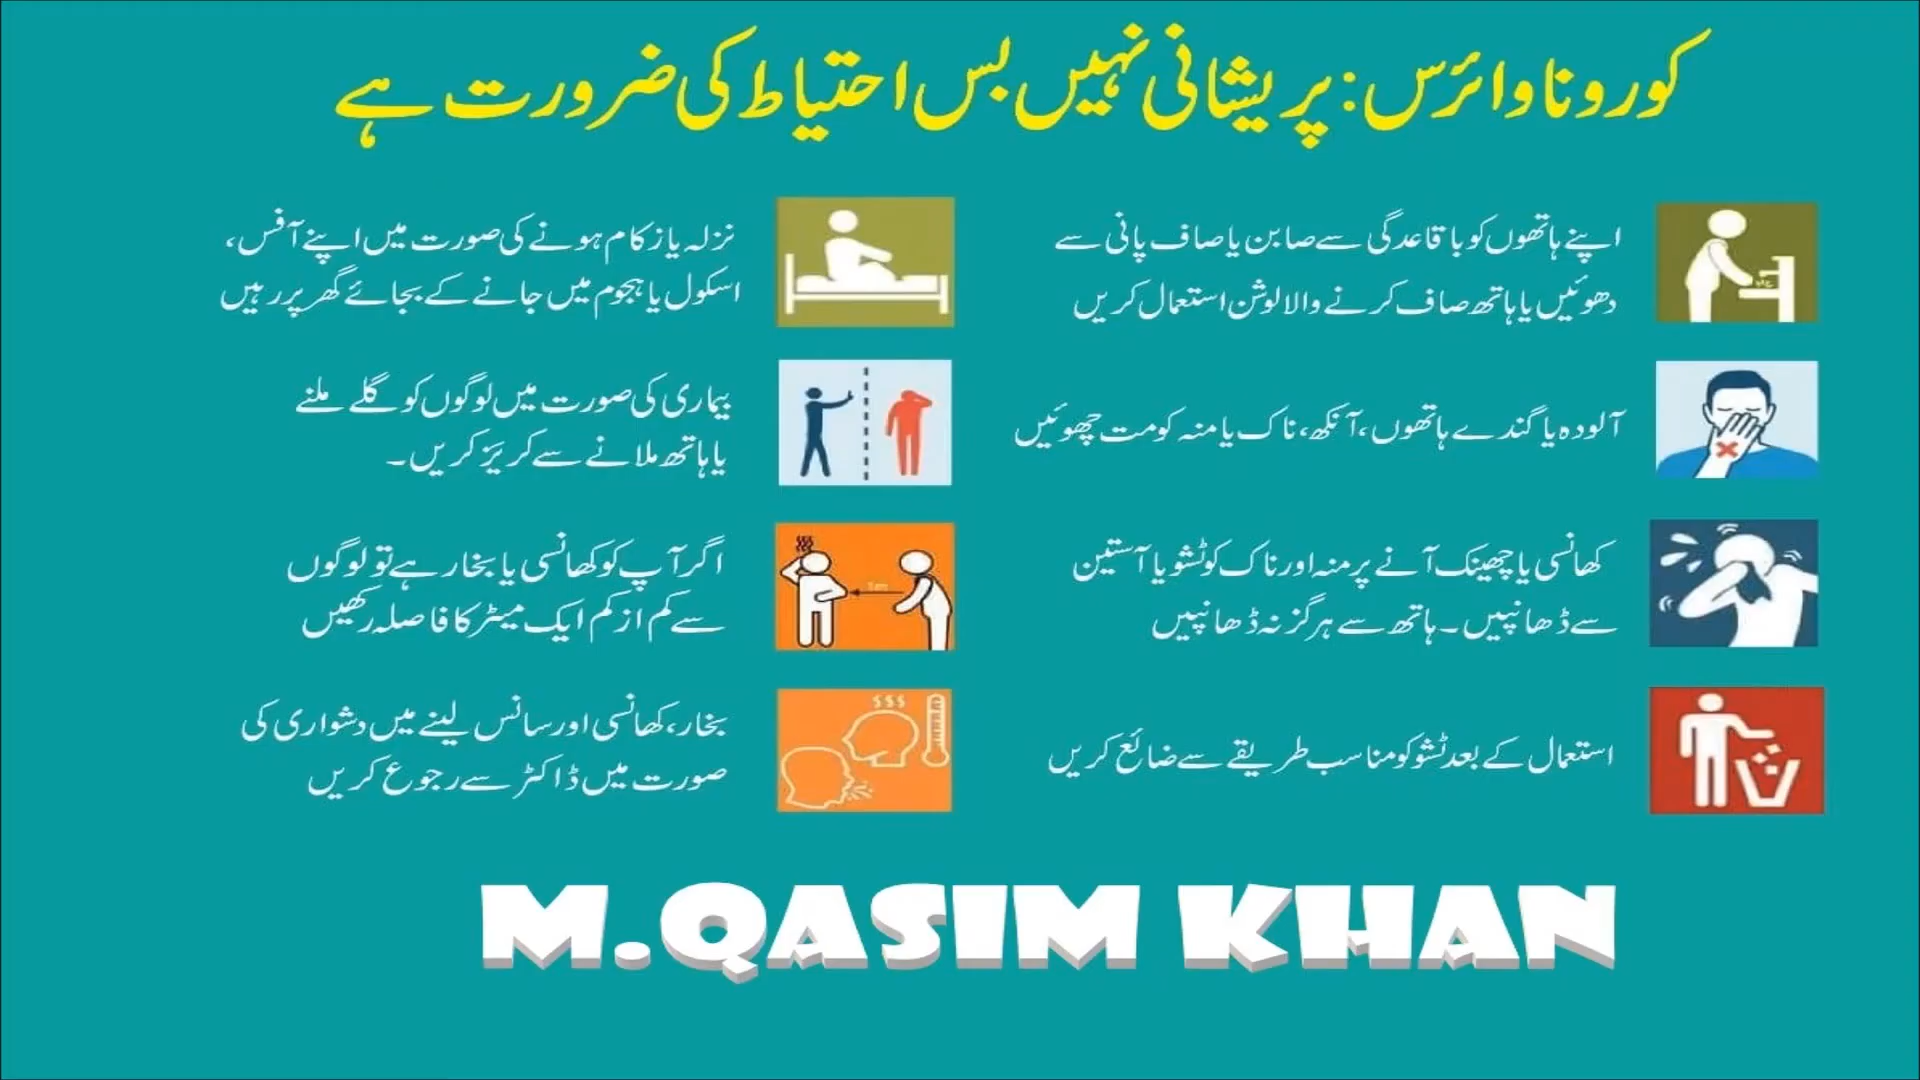 کورونا وائرس: پریشانی نہیں بس احتیاط کی ضرورت ہے
اپنے ہاتھوں کو باقاعدگی سے صابن یا صاف پانی سے
دھوئیں یا ہاتھ صاف کرنے والا لوشن استعمال کریں
آلودہ یا گندے ہاتھوں، آنکھ، ناک یا منہ کو مت چھوئیں
کھانسی یا چھینک آنے پر منہ اور ناک کو ٹشو یا آستین
سے ڈھانپیں۔ ہاتھ سے ہرگز نہ ڈھانپیں
استعمال کے بعد ٹشو کو مناسب طریقے سے ضائع کریں
نزلہ یا زکام ہونے کی صورت میں اپنے آفس،
اسکول یا ہجوم میں جانے کے بجائے گھر پر رہیں
بیماری کی صورت میں لوگوں کو گلے ملنے
یا ہاتھ ملانے سے گریز کریں۔
اگر آپ کو کھانسی یا بخار ہے تو لوگوں
سے کم از کم ایک میٹر کا فاصلہ رکھیں
1m
بخار، کھانسی اور سانس لینے میں دشواری کی
صورت میں ڈاکٹر سے رجوع کریں
M.QASIM KHAN